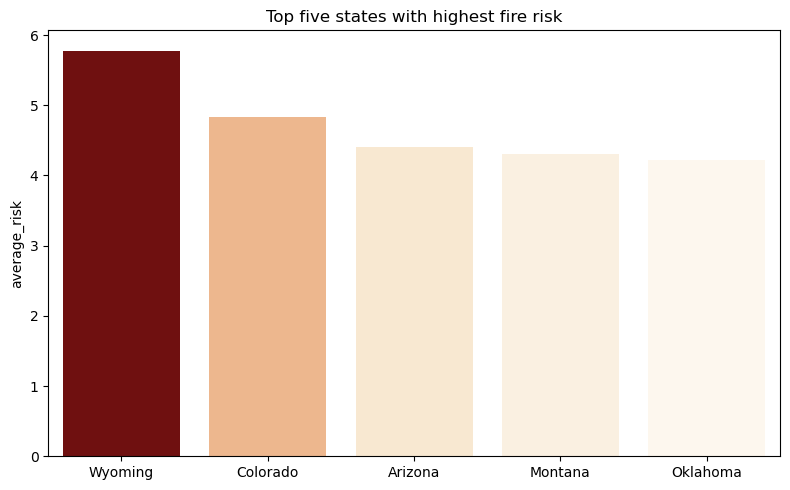 Top five states with highest fire risk
6
5
4
3
2
1
0
average_risk
Wyoming Colorado Arizona Montana Oklahoma